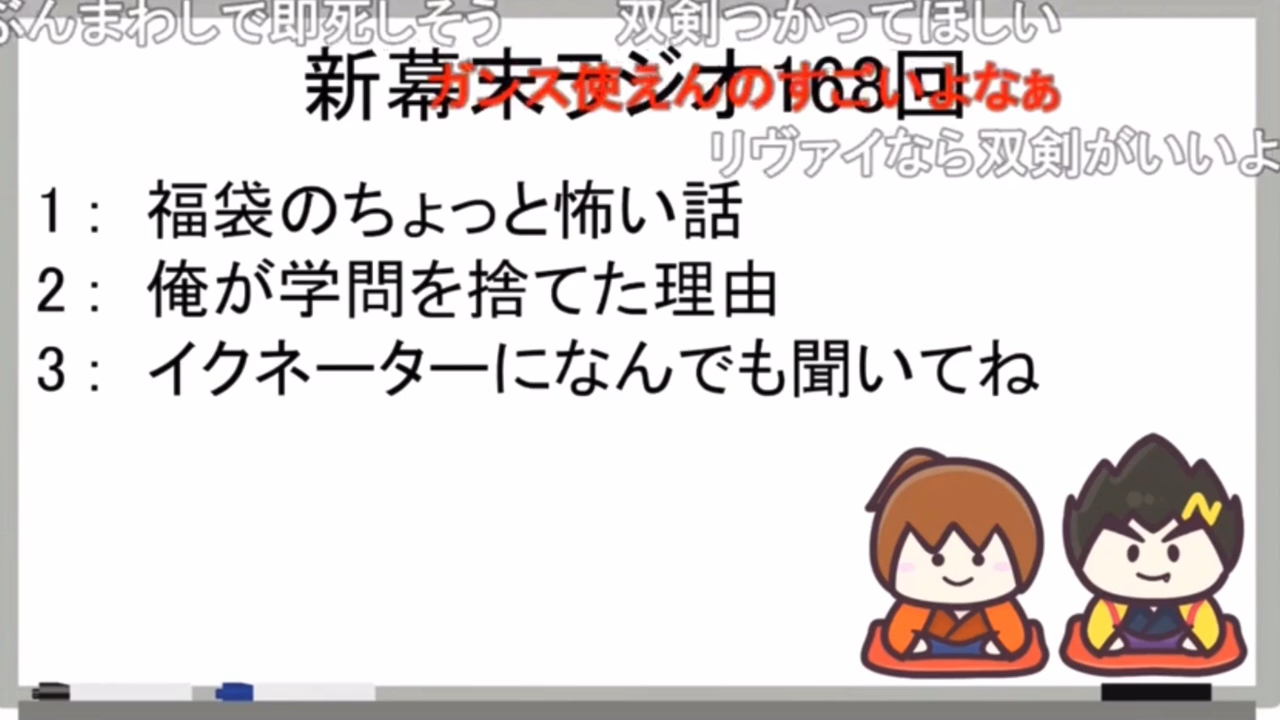 ぶんまわしで即死しそう 双剣つかってほしい
新幕末ラジオ163回
ガンス使えんのすごいよなぁ
リヴァイなら双剣がいいよ
1： 福袋のちょっと怖い話
2： 俺が学問を捨てた理由
3： イクネーターになんでも聞いてね